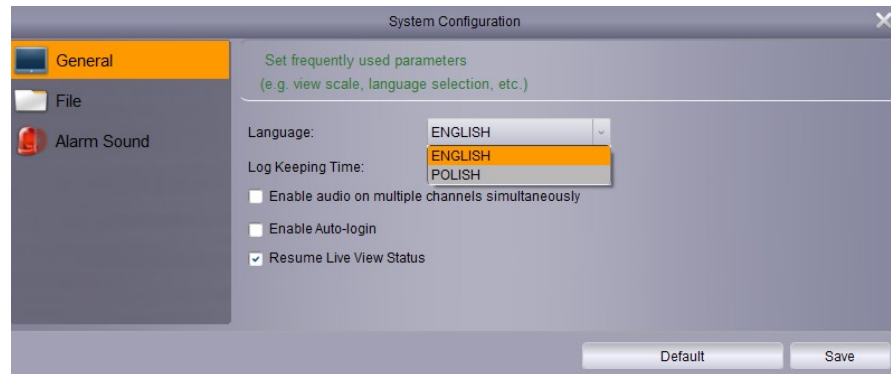 System Configuration
General
File
Alarm Sound
Set frequently used parameters
(e.g. view scale, language selection, etc.)
Language:
ENGLISH
ENGLISH
POLISH
Log Keeping Time:
Enable audio on multiple channels simultaneously
Enable Auto-login
Resume Live View Status
Default
Save